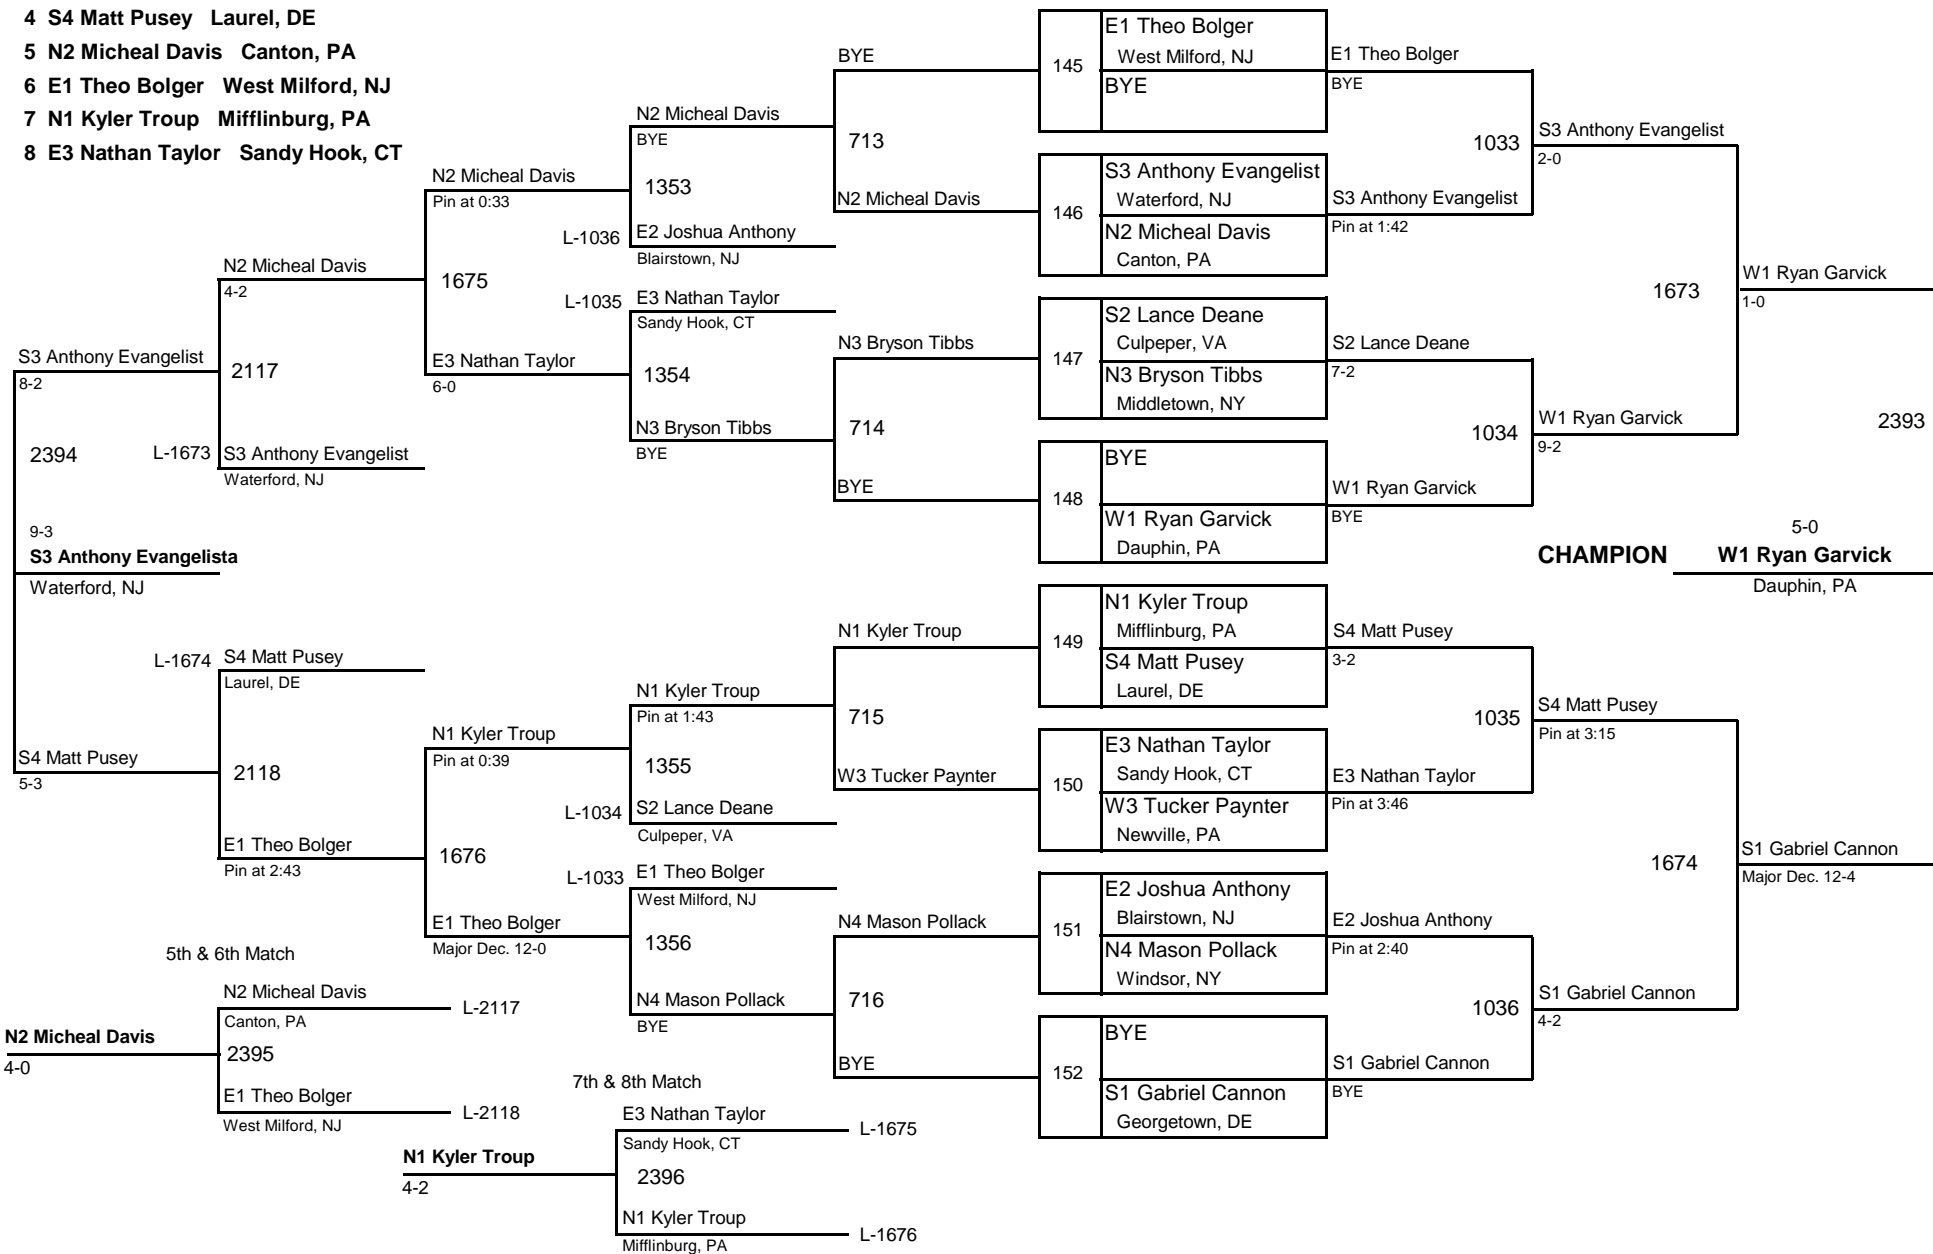 4 S4 Matt Pusey Laurel, DE
5 N2 Micheal Davis Canton, PA
6 E1 Theo Bolger West Milford, NJ
7 N1 Kyler Troup Mifflinburg, PA
8 E3 Nathan Taylor Sandy Hook, CT
S3 Anthony Evangelist
8-2
2394
9-3
S3 Anthony Evangelista
Waterford, NJ
S4 Matt Pusey
5-3
N2 Micheal Davis
4-2
2117
L-1673
S3 Anthony Evangelist
Waterford, NJ
L-1674
S4 Matt Pusey
Laurel, DE
2118
E1 Theo Bolger
Pin at 2:43
N2 Micheal Davis
Pin at 0:33
1675
E3 Nathan Taylor
6-0
N1 Kyler Troup
Pin at 0:39
1676
E1 Theo Bolger
Major Dec. 12-0
N2 Micheal Davis
BYE
1353
L-1036
E2 Joshua Anthony
Blairstown, NJ
L-1035
E3 Nathan Taylor
Sandy Hook, CT
1354
N3 Bryson Tibbs
BYE
N1 Kyler Troup
Pin at 1:43
1355
L-1034
S2 Lance Deane
Culpeper, VA
L-1033
E1 Theo Bolger
West Milford, NJ
1356
N4 Mason Pollack
BYE
BYE
713
N2 Micheal Davis
N3 Bryson Tibbs
714
BYE
N1 Kyler Troup
715
W3 Tucker Paynter
N4 Mason Pollack
716
BYE
145
E1 Theo Bolger
West Milford, NJ
BYE
146
S3 Anthony Evangelist
Waterford, NJ
N2 Micheal Davis
Canton, PA
147
S2 Lance Deane
Culpeper, VA
N3 Bryson Tibbs
Middletown, NY
148
BYE
W1 Ryan Garvick
Dauphin, PA
149
N1 Kyler Troup
Mifflinburg, PA
S4 Matt Pusey
Laurel, DE
150
E3 Nathan Taylor
Sandy Hook, CT
W3 Tucker Paynter
Newville, PA
151
E2 Joshua Anthony
Blairstown, NJ
N4 Mason Pollack
Windsor, NY
152
BYE
S1 Gabriel Cannon
Georgetown, DE
E1 Theo Bolger
BYE
1033
S3 Anthony Evangelist
Pin at 1:42
S2 Lance Deane
7-2
1034
W1 Ryan Garvick
BYE
S4 Matt Pusey
3-2
1035
E3 Nathan Taylor
Pin at 3:46
E2 Joshua Anthony
Pin at 2:40
1036
S1 Gabriel Cannon
BYE
S3 Anthony Evangelist
2-0
1673
W1 Ryan Garvick
9-2
S4 Matt Pusey
Pin at 3:15
1674
S1 Gabriel Cannon
4-2
W1 Ryan Garvick
1-0
2393
5-0
CHAMPION W1 Ryan Garvick
Dauphin, PA
S1 Gabriel Cannon
Major Dec. 12-4
5th & 6th Match
N2 Micheal Davis
L-2117
Canton, PA
N2 Micheal Davis
4-0
2395
E1 Theo Bolger
L-2118
West Milford, NJ
7th & 8th Match
E3 Nathan Taylor
L-1675
Sandy Hook, CT
N1 Kyler Troup
4-2
2396
N1 Kyler Troup
L-1676
Mifflinburg, PA